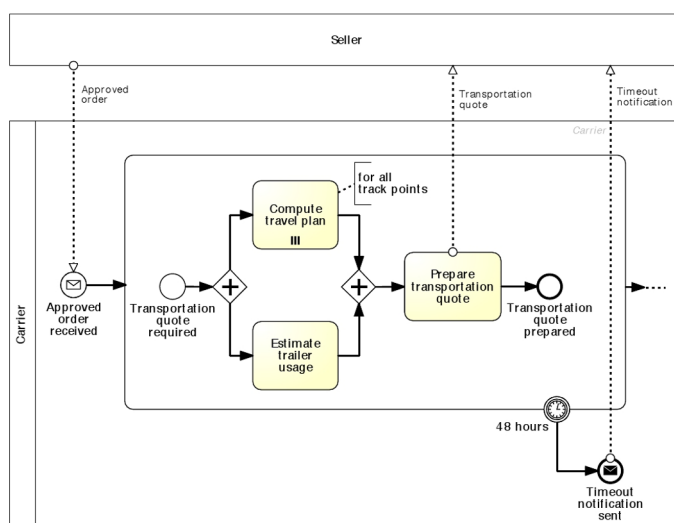 Seller
Approved
order
Transportation
quote
Timeout
notification
Carrier
Carrier
for all
track points
Compute
travel plan
Approved
order
received
Transportation
quote
required
Prepare
transportation
quote
Transportation
quote
prepared
Estimate
trailer
usage
48 hours
Timeout
notification
sent